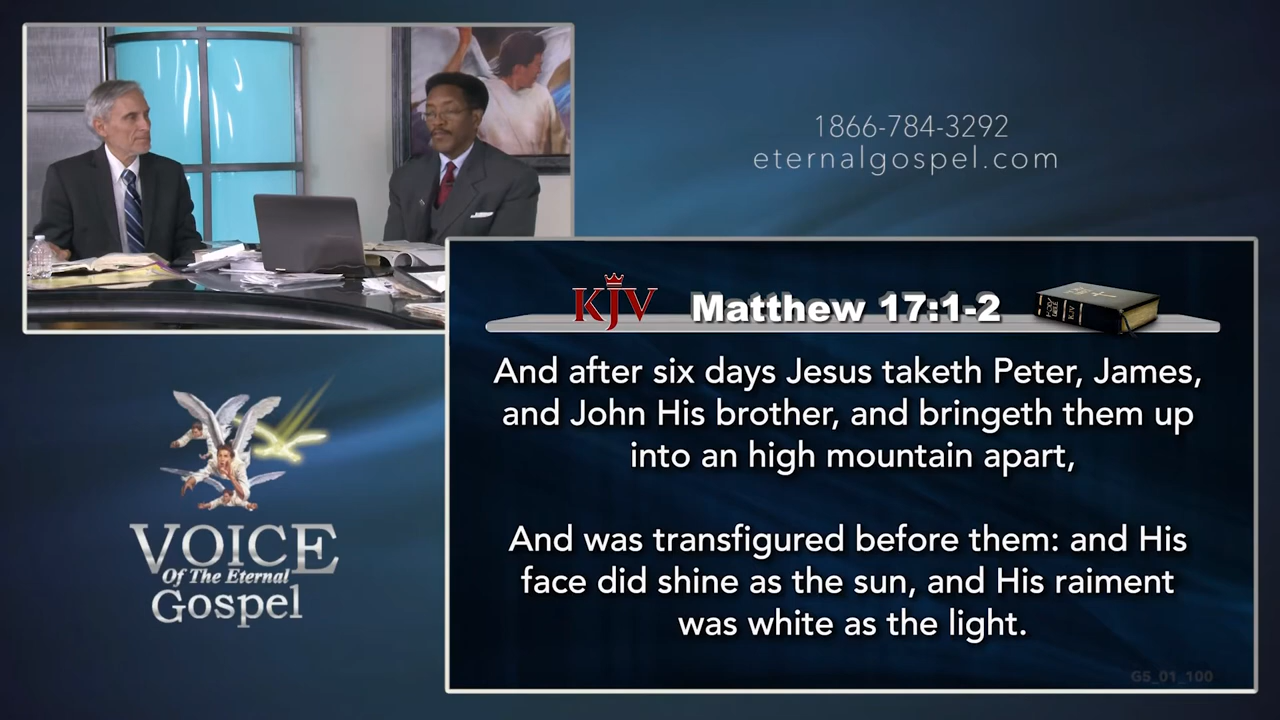 1866-784-3292
eternalgospel.com
KJV Matthew 17:1-2
And after six days Jesus taketh Peter, James,
and John His brother, and bringeth them up
into an high mountain apart,
And was transfigured before them: and His
face did shine as the sun, and His raiment
was white as the light.
VOICE
Of The Eternal
Gospel
G5_01_100